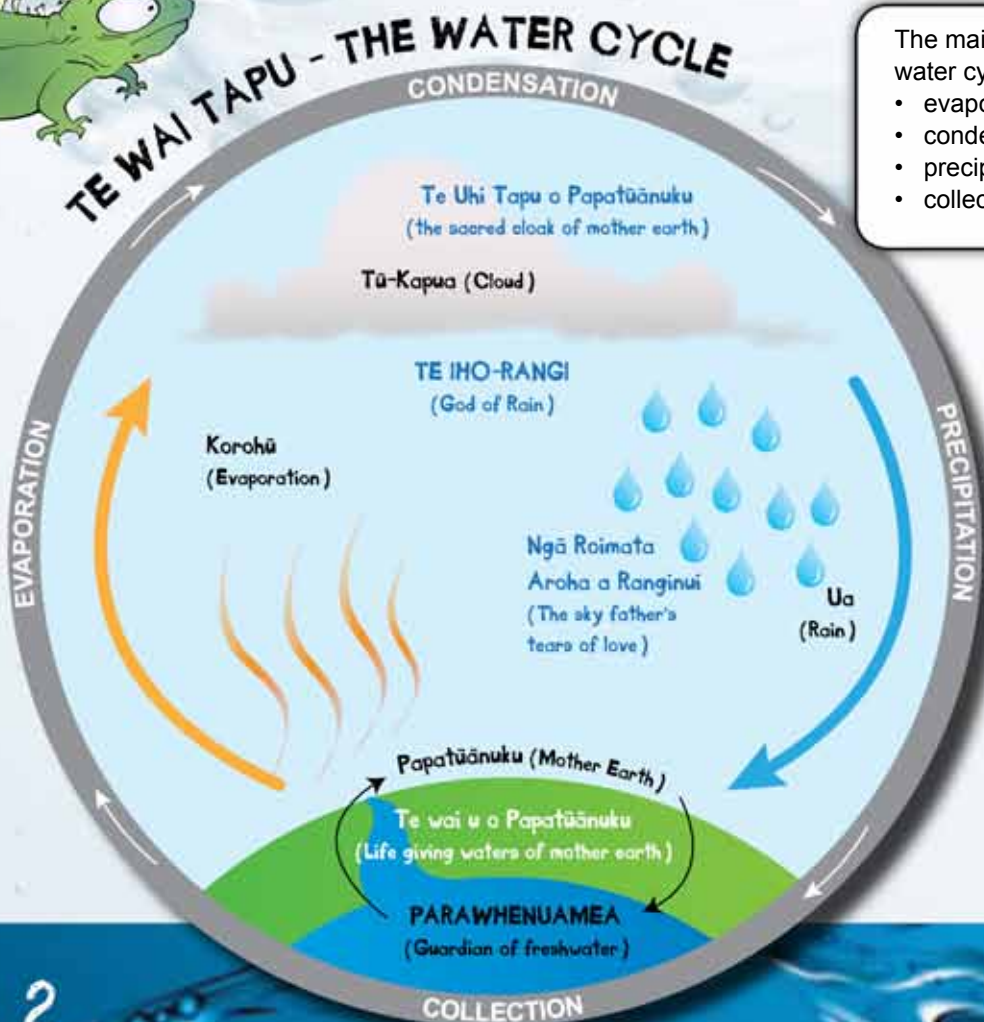 TE WAI TAPU - THE WATER CYCLE
The mai
water cy
• evapo
• conde
• precip
• collec
CONDENSATION
Te Uhi Tapu o Papatūānuku
(the sacred cloak of mother earth)
Tū-Kapua (Cloud)
TE IHO-RANGI
(God of Rain)
EVAPORATION
Korohū
(Evaporation)
PRECIPITATION
Ngā Roimata
Aroha a Ranginui
(The sky father's
tears of love)
Ua
(Rain)
Papatūānuku (Mother Earth)
Te wai u o Papatūānuku
(Life giving waters of mother earth)
PARAWHENUAMEA
(Guardian of freshwater)
COLLECTION
2